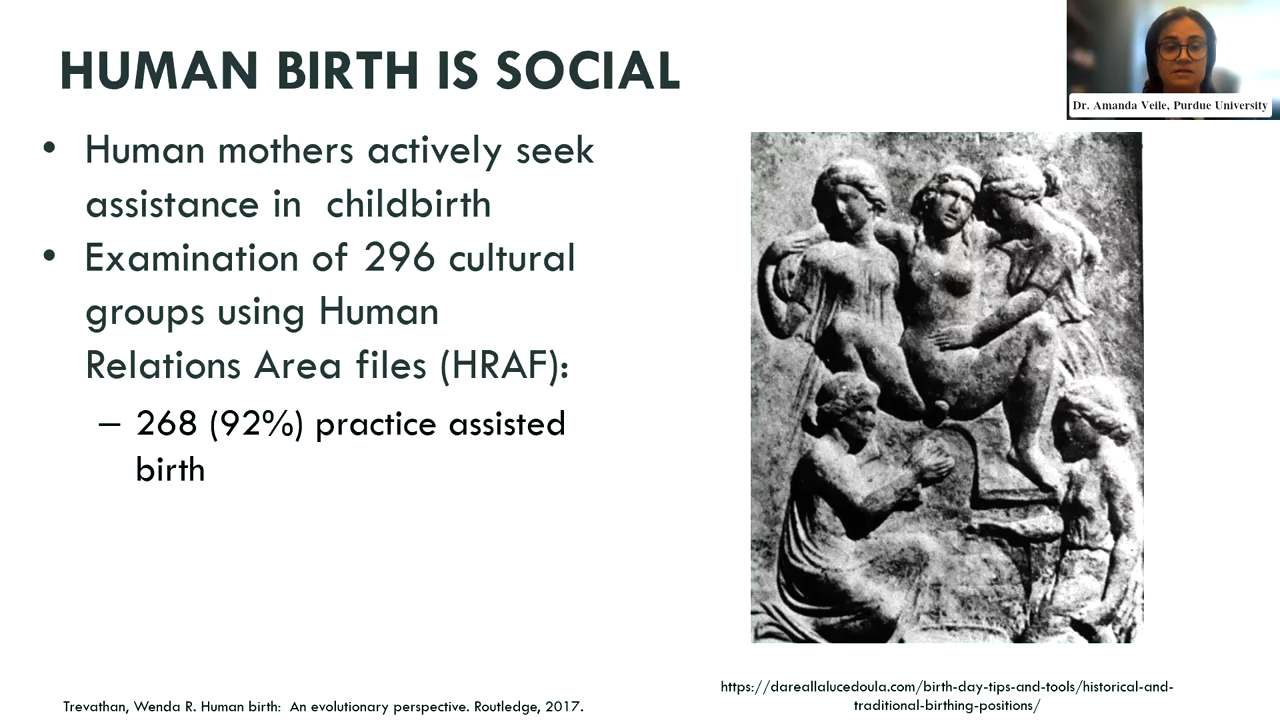 HUMAN BIRTH IS SOCIAL
Dr. Amanda Veile, Purdue University
• Human mothers actively seek
assistance in  childbirth
• Examination of 296 cultural
groups using Human
Relations Area files (HRAF):
– 268 (92%) practice assisted
birth
https://dareallalucedoula.com/birth-day-tips-and-tools/historical-and-
traditional-birthing-positions/
Trevathan, Wenda R. Human birth:  An evolutionary perspective. Routledge, 2017.